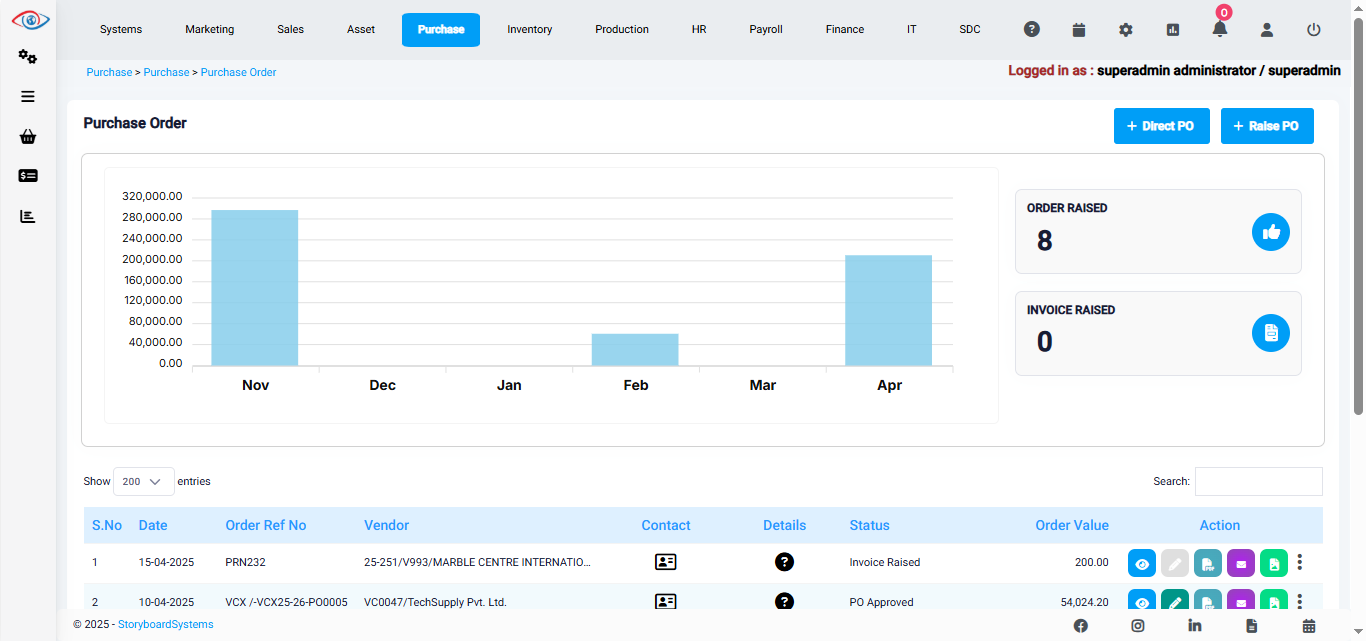 Systems Marketing Sales Asset Purchase Inventory Production HR Payroll Finance IT SDC 0
Purchase > Purchase > Purchase Order
Logged in as : superadmin administrator / superadmin
Purchase Order
+ Direct PO
+ Raise PO
320,000.00
280,000.00
240,000.00
200,000.00
160,000.00
120,000.00
80,000.00
40,000.00
0.00
Nov Dec Jan Feb Mar Apr
ORDER RAISED
8
INVOICE RAISED
0
Show 200 entries
Search:
S.No Date Order Ref No Vendor Contact Details Status Order Value Action
1 15-04-2025 PRN232 25-251/V993/MARBLE CENTRE INTERNATIO... Invoice Raised 200.00
2 10-04-2025 VCX /-VCX25-26-PO0005 VC0047/TechSupply Pvt. Ltd. PO Approved 54,024.20
© 2025 - StoryboardSystems